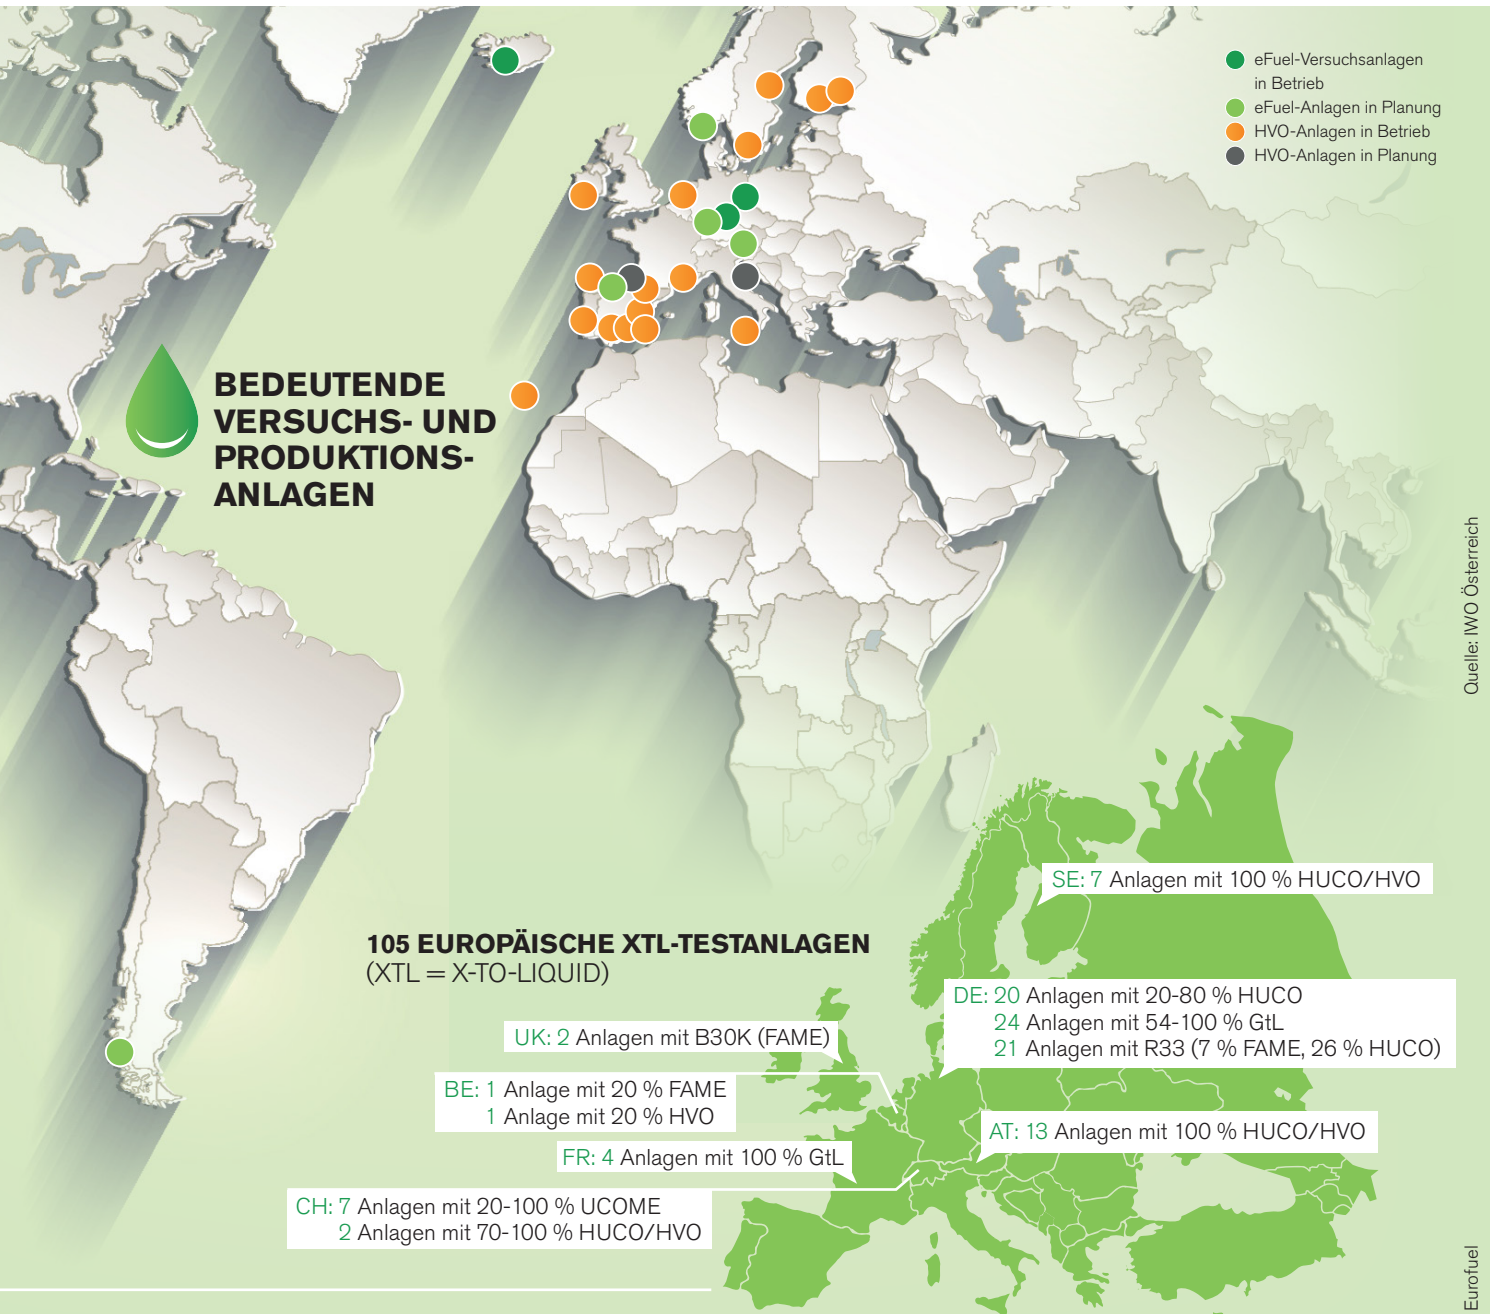 eFuel-Versuchsanlagen
in Betrieb
eFuel-Anlagen in Planung
HVO-Anlagen in Betrieb
HVO-Anlagen in Planung
BEDEUTENDE
VERSUCHS- UND
PRODUKTIONS-
ANLAGEN
Quelle: IWO Österreich
105 EUROPÄISCHE XTL-TESTANLAGEN
(XTL = X-TO-LIQUID)
SE: 7 Anlagen mit 100 % HUCO/HVO
DE: 20 Anlagen mit 20-80 % HUCO
24 Anlagen mit 54-100 % GtL
21 Anlagen mit R33 (7 % FAME, 26 % HUCO)
UK: 2 Anlagen mit B30K (FAME)
BE: 1 Anlage mit 20 % FAME
1 Anlage mit 20 % HVO
AT: 13 Anlagen mit 100 % HUCO/HVO
FR: 4 Anlagen mit 100 % GtL
CH: 7 Anlagen mit 20-100 % UCOME
2 Anlagen mit 70-100 % HUCO/HVO
Eurofuel